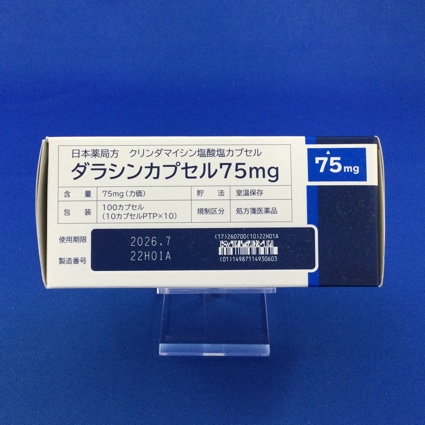 日本薬局方 クリンダマイシン塩酸塩カプセル
ダラシンカプセル75mg
75mg
含量 75mg(力価) 貯法 室温保存
包装 100カプセル (10カプセルPTP×10) 規制区分 処方箋医薬品
使用期限 2026.7
製造番号 22H01A
(17)260700(10)22H01A
(01)14987114930603